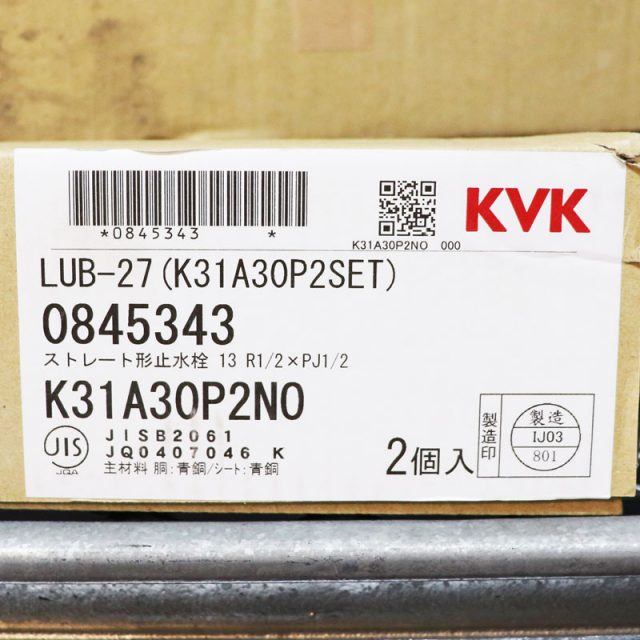 *0845343 *
K31A30P2NO 000
KVK
LUB-27(K31A30P2SET)
0845343
ストレート形止水栓 13 R1/2×PJ1/2
K31A30P2NO
JIS
JQA
JISB2061
JQ0407046 K
主材料 胴:青銅/シート:青銅
2個入
製造印
製造
IJ03
801